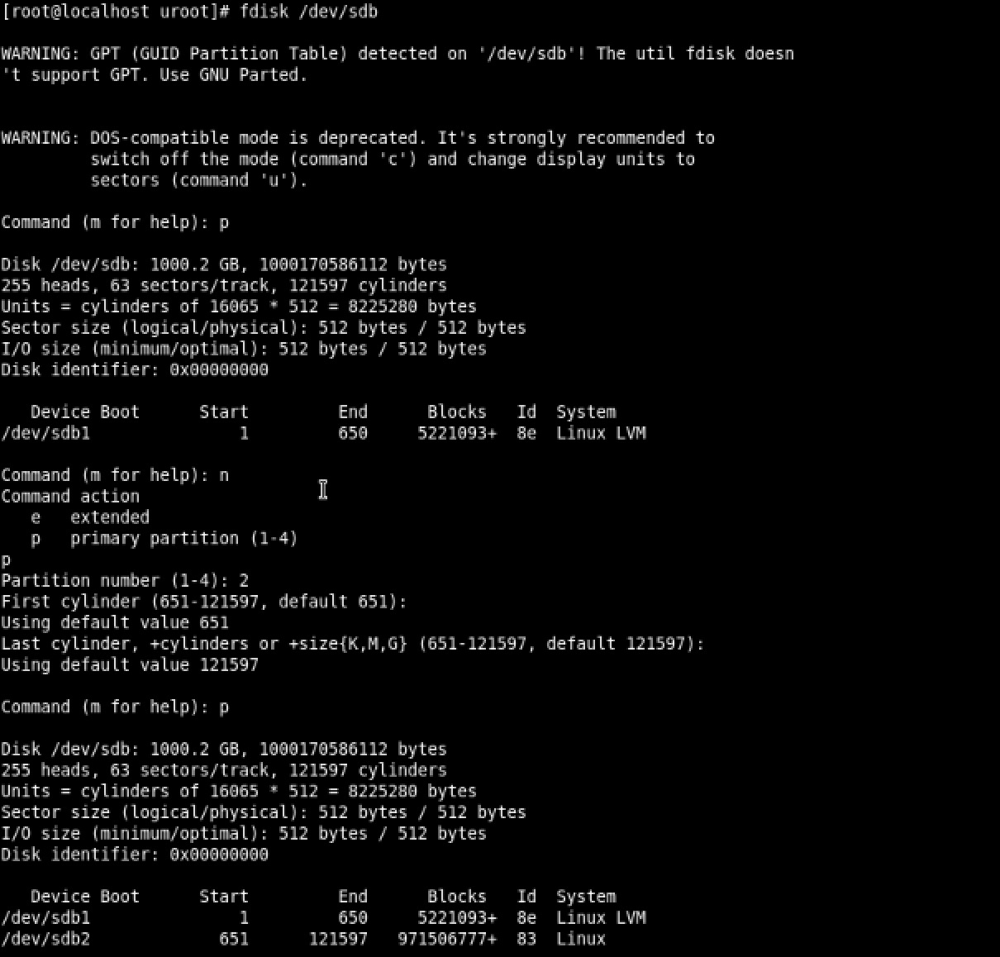 [root@localhost uroot]# fdisk /dev/sdb
WARNING: GPT (GUID Partition Table) detected on '/dev/sdb'! The util fdisk doesn
't support GPT. Use GNU Parted.
WARNING: DOS-compatible mode is deprecated. It's strongly recommended to
         switch off the mode (command 'c') and change display units to
         sectors (command 'u').
Command (m for help): p
Disk /dev/sdb: 1000.2 GB, 1000170586112 bytes
255 heads, 63 sectors/track, 121597 cylinders
Units = cylinders of 16065 * 512 = 8225280 bytes
Sector size (logical/physical): 512 bytes / 512 bytes
I/O size (minimum/optimal): 512 bytes / 512 bytes
Disk identifier: 0x00000000
   Device Boot      Start         End      Blocks   Id  System
/dev/sdb1               1         650     5221093+  8e  Linux LVM
Command (m for help): n
Command action
   e   extended
   p   primary partition (1-4)
p
Partition number (1-4): 2
First cylinder (651-121597, default 651):
Using default value 651
Last cylinder, +cylinders or +size{K,M,G} (651-121597, default 121597):
Using default value 121597
Command (m for help): p
Disk /dev/sdb: 1000.2 GB, 1000170586112 bytes
255 heads, 63 sectors/track, 121597 cylinders
Units = cylinders of 16065 * 512 = 8225280 bytes
Sector size (logical/physical): 512 bytes / 512 bytes
I/O size (minimum/optimal): 512 bytes / 512 bytes
Disk identifier: 0x00000000
   Device Boot      Start         End      Blocks   Id  System
/dev/sdb1               1         650     5221093+  8e  Linux LVM
/dev/sdb2             651      121597   971506777+  83  Linux